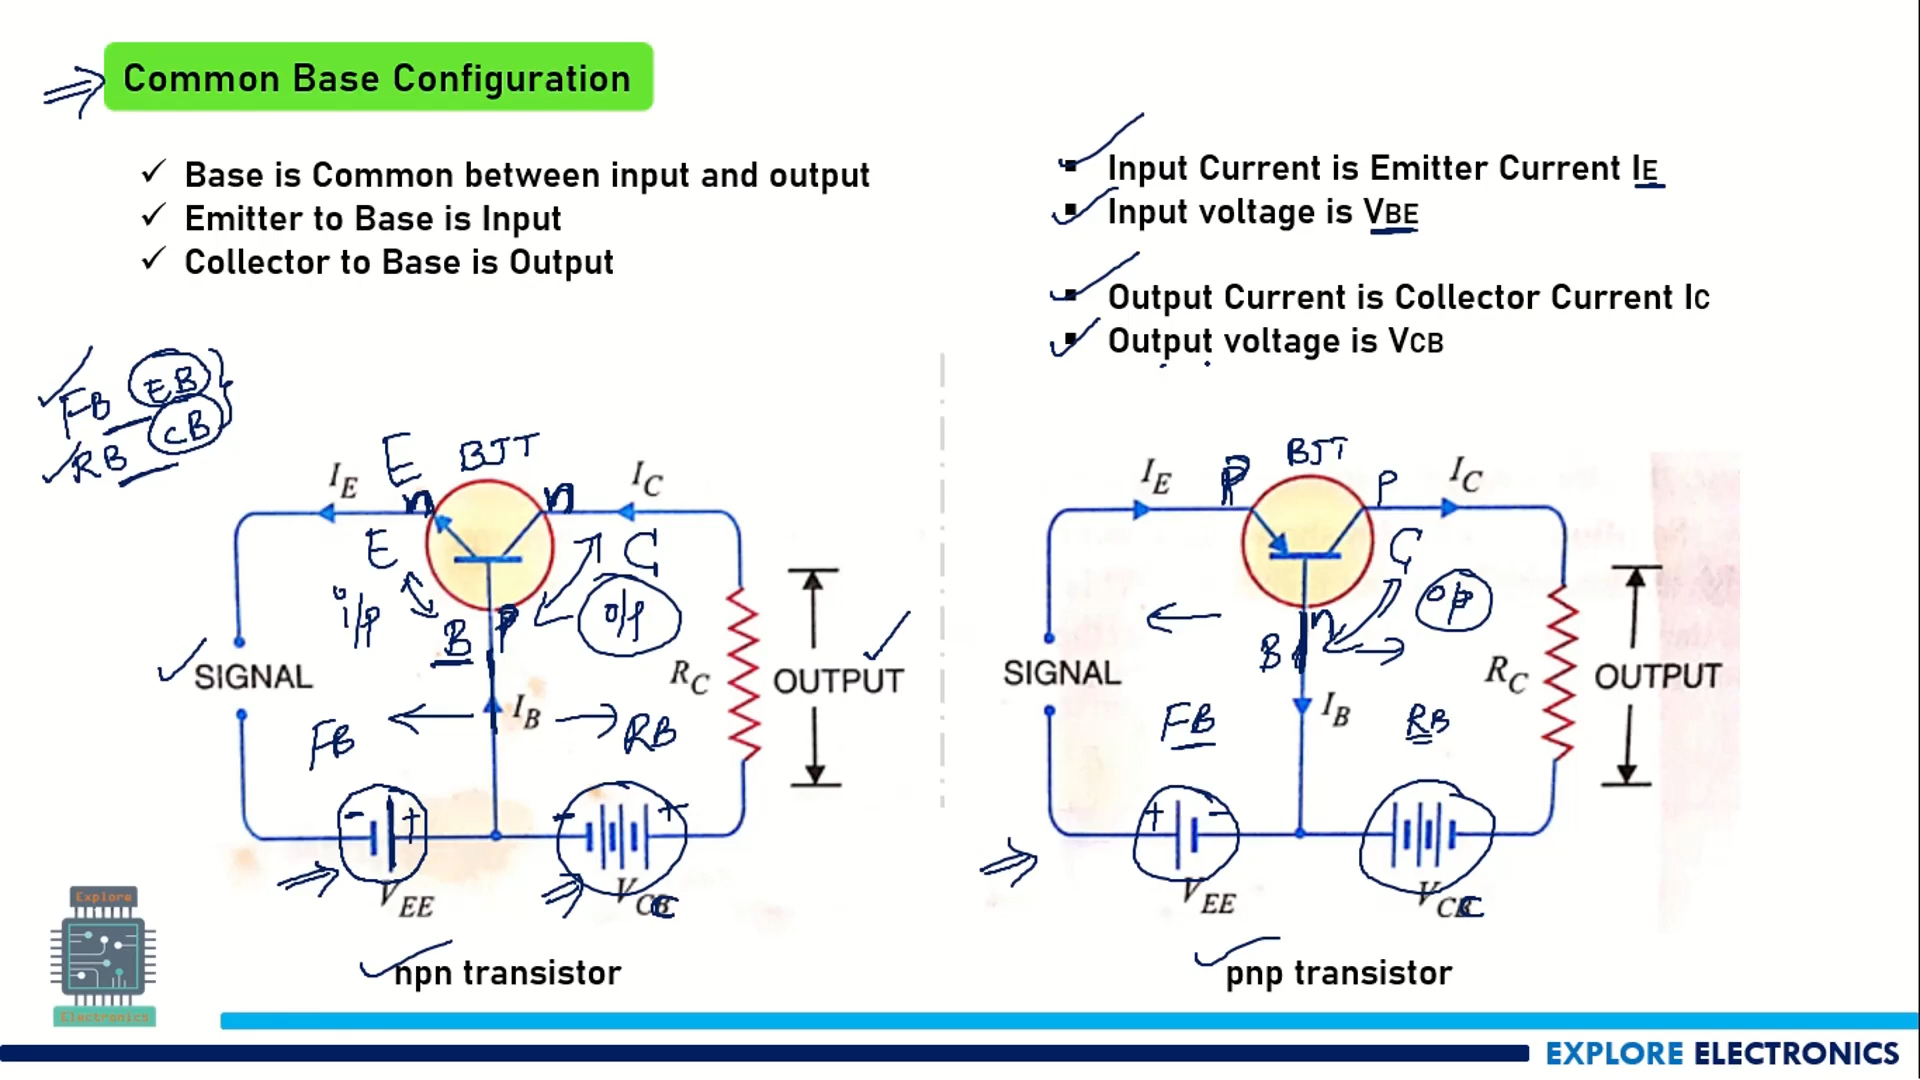 Common Base Configuration
✓ Base is Common between input and output
✓ Emitter to Base is Input
✓ Collector to Base is Output
▪ Input Current is Emitter Current IE
▪ Input voltage is VBE
▪ Output Current is Collector Current IC
▪ Output voltage is VCB
FB EB
RB CB
E BJT
IE n n IC
E C
i/p B P o/p
SIGNAL RC OUTPUT
IB
FB RB
- + - +
VEE VCC
npn transistor
BJT
IE P P IC
C
o/p
B n
SIGNAL RC OUTPUT
IB
FB RB
+ -
VEE VCC
pnp transistor
Explore
Electronics
EXPLORE ELECTRONICS